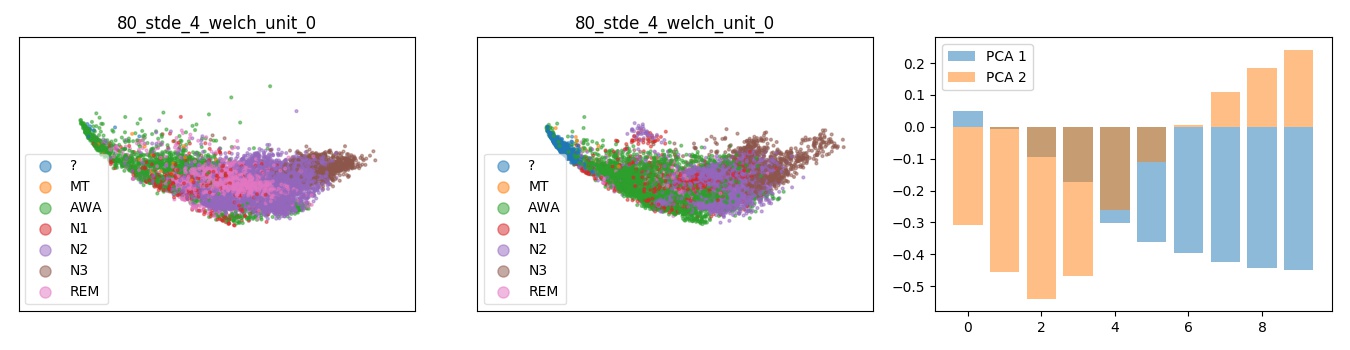 80_stde_4_welch_unit_0
?
MT
AWA
N1
N2
N3
REM
80_stde_4_welch_unit_0
?
MT
AWA
N1
N2
N3
REM
PCA 1
PCA 2
0.2
0.1
0.0
−0.1
−0.2
−0.3
−0.4
−0.5
0 2 4 6 8